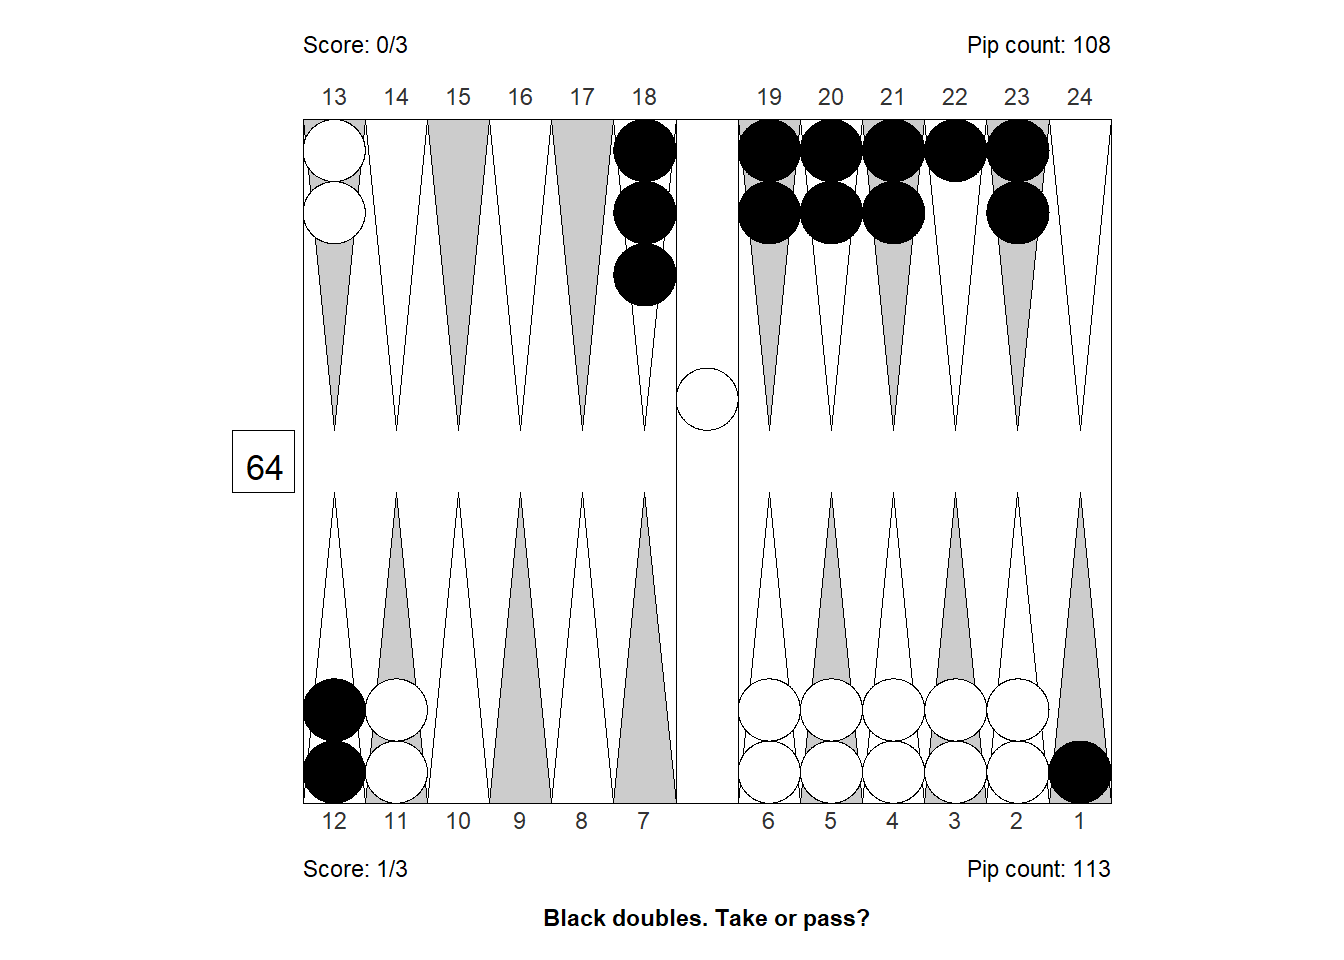 Score: 0/3 Pip count: 108
13 14 15 16 17 18 19 20 21 22 23 24
64
12 11 10 9 8 7 6 5 4 3 2 1
Score: 1/3 Pip count: 113
Black doubles. Take or pass?